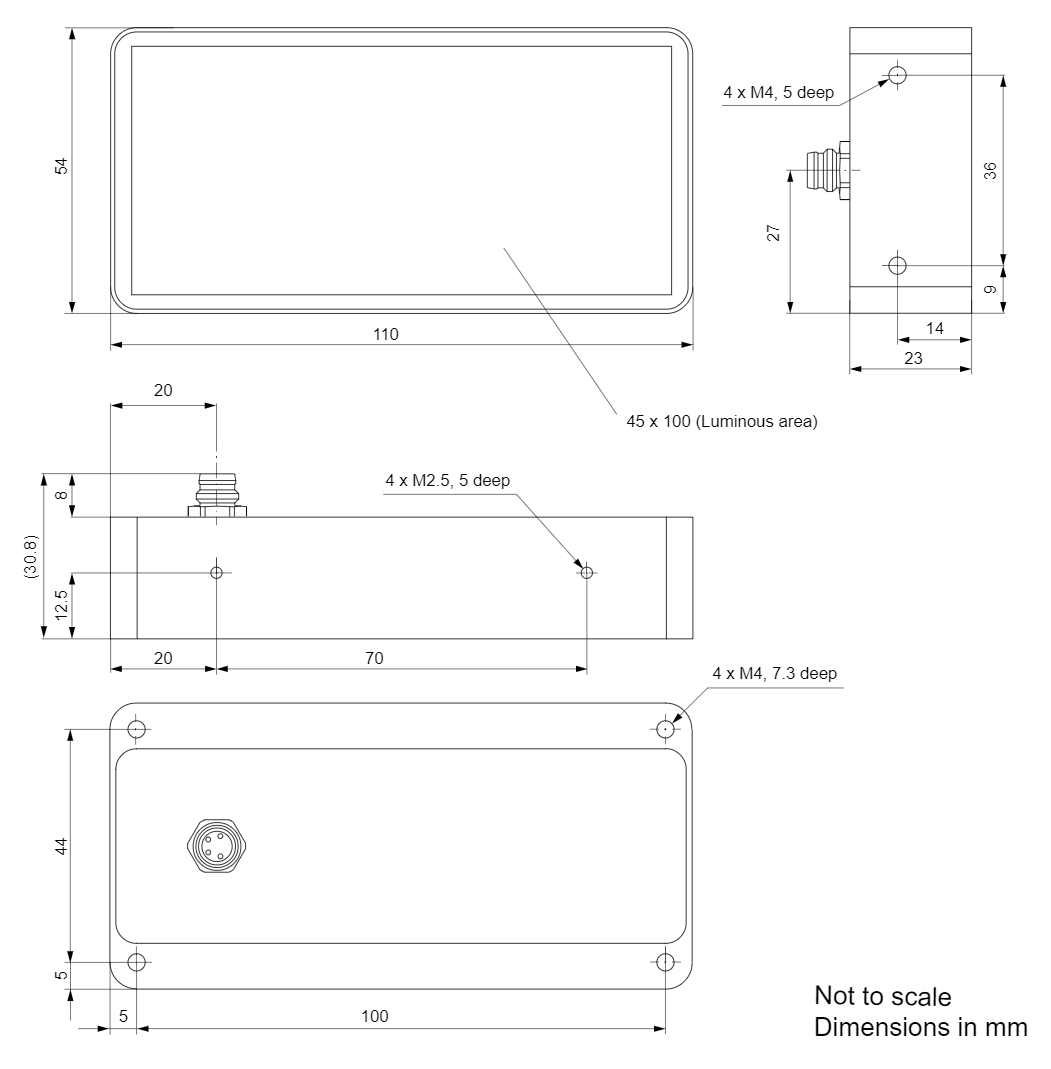 54
110
45 x 100 (Luminous area)
4 x M4, 5 deep
36
27
9
14
23
20
8
(30.8)
12.5
4 x M2.5, 5 deep
20
70
4 x M4, 7.3 deep
44
5
5
100
Not to scale
Dimensions in mm